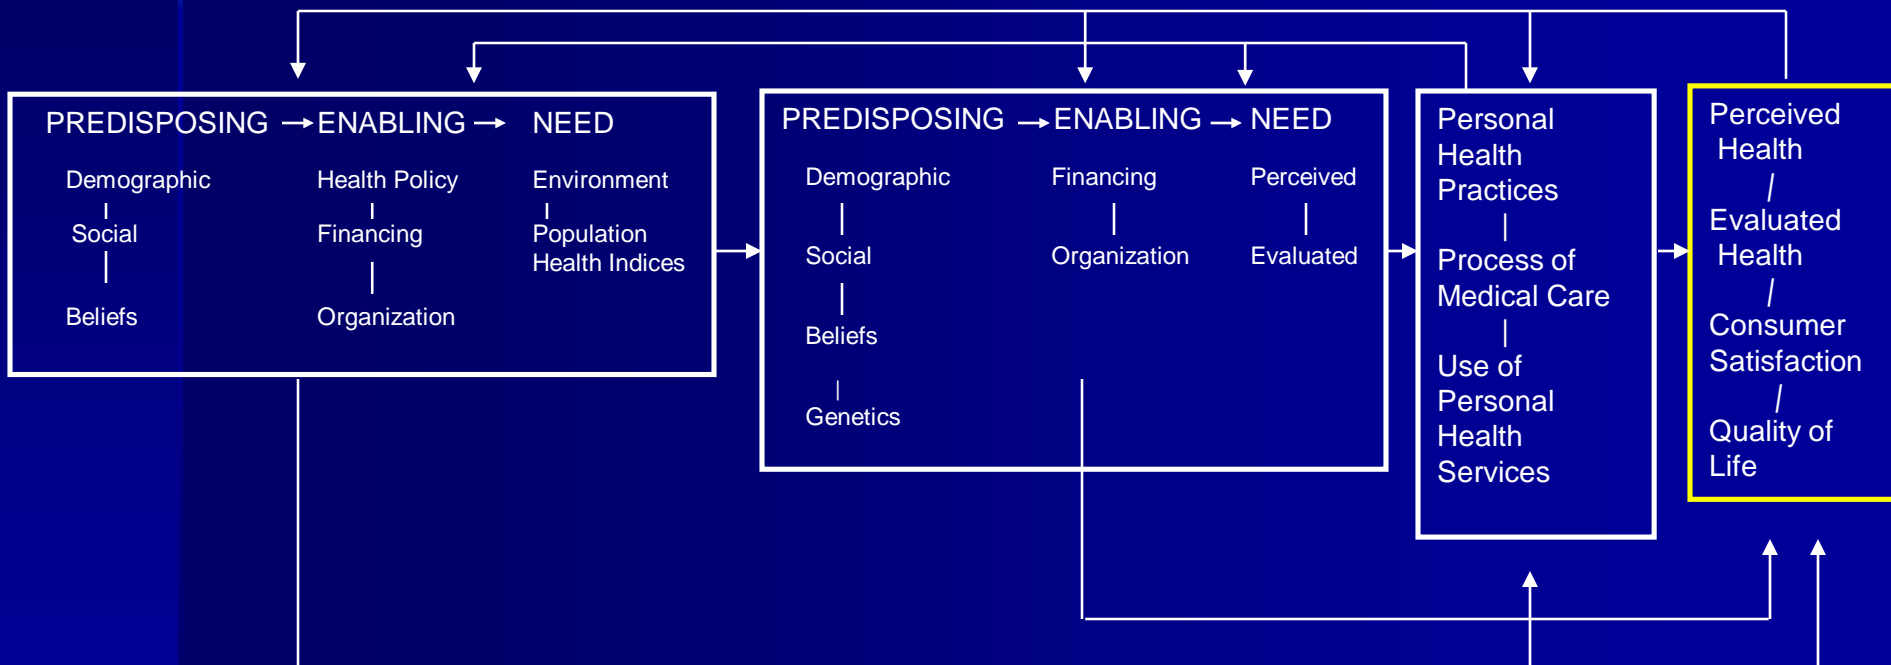 PREDISPOSING
ENABLING
NEED
Demographic
Social
Beliefs
Health Policy
Financing
Organization
Environment
Population
Health Indices
PREDISPOSING
ENABLING
NEED
Demographic
Social
Beliefs
Genetics
Financing
Organization
Perceived
Evaluated
Personal
Health
Practices
Process of
Medical Care
Use of
Personal
Health
Services
Perceived
Health
Evaluated
Health
Consumer
Satisfaction
Quality of
Life